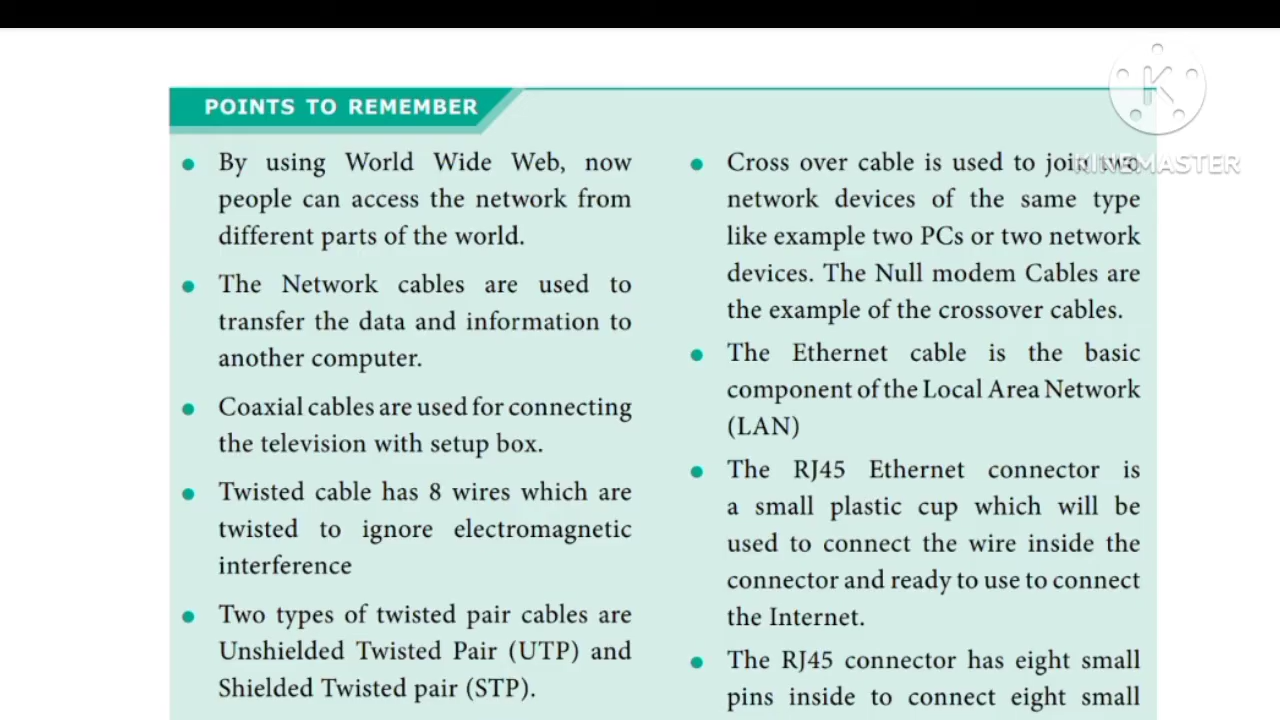 POINTS TO REMEMBER
By using World Wide Web, now
people can access the network from
different parts of the world.
The Network cables are used to
transfer the data and information to
another computer.
Coaxial cables are used for connecting
the television with setup box.
Twisted cable has 8 wires which are
twisted to ignore electromagnetic
interference
Two types of twisted pair cables are
Unshielded Twisted Pair (UTP) and
Shielded Twisted pair (STP).
Cross over cable is used to join two
network devices of the same type
like example two PCs or two network
devices. The Null modem Cables are
the example of the crossover cables.
The Ethernet cable is the basic
component of the Local Area Network
(LAN)
The RJ45 Ethernet connector is
a small plastic cup which will be
used to connect the wire inside the
connector and ready to use to connect
the Internet.
The RJ45 connector has eight small
pins inside to connect eight small
K
KINEMASTER